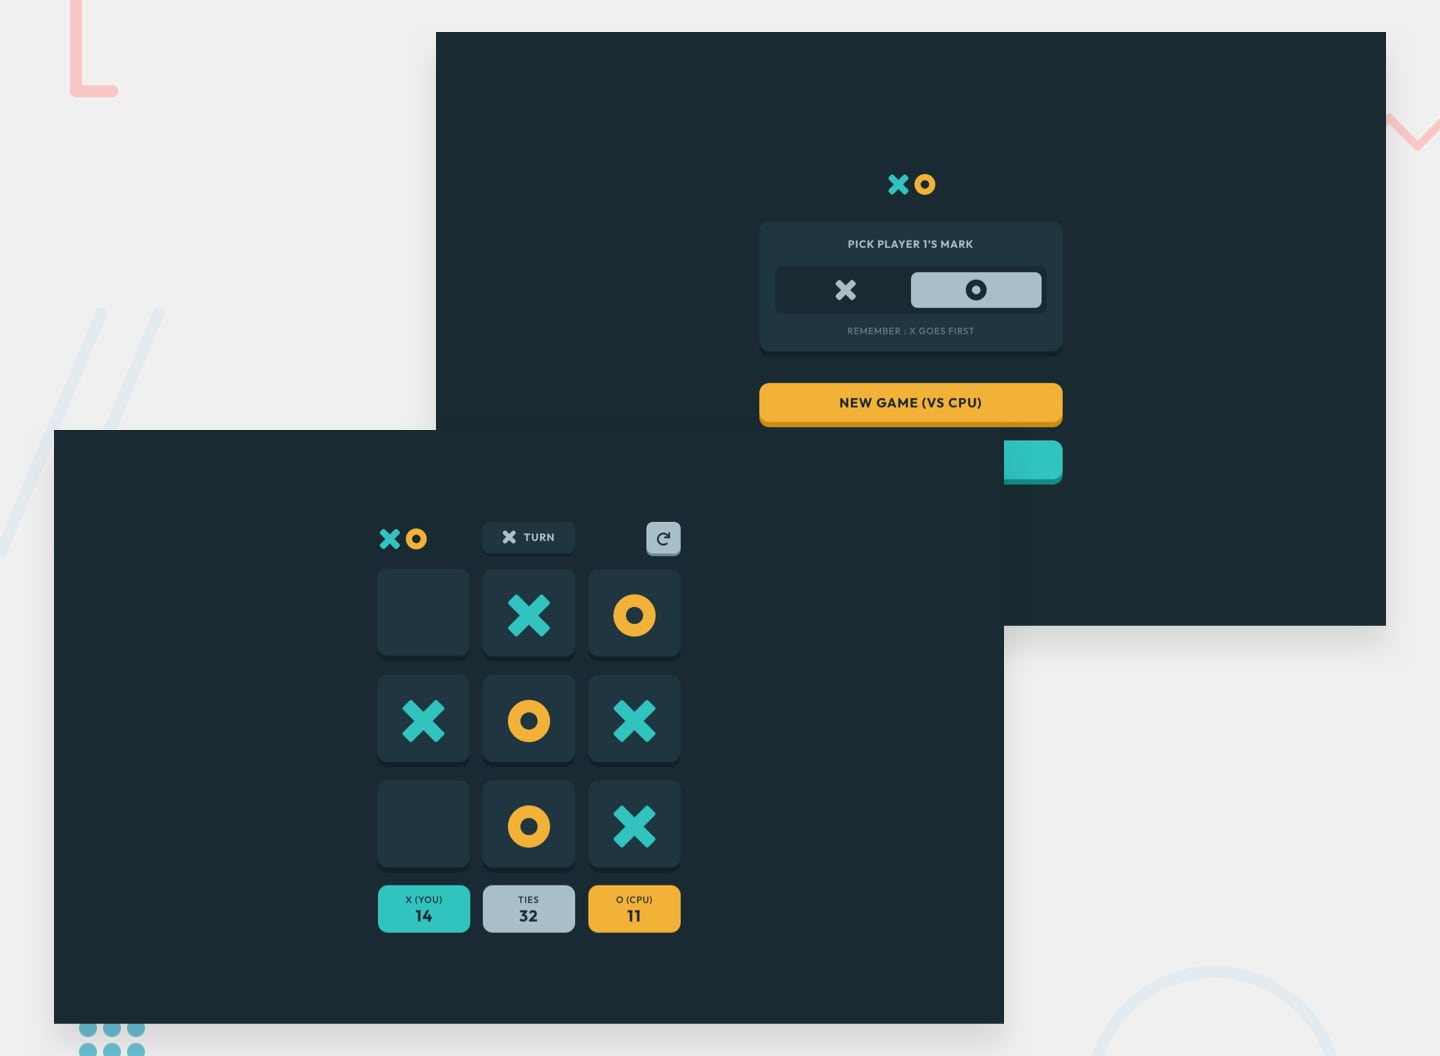 PICK PLAYER 1'S MARK
REMEMBER : X GOES FIRST
NEW GAME (VS CPU)
TURN
X (YOU)
14
TIES
32
O (CPU)
11